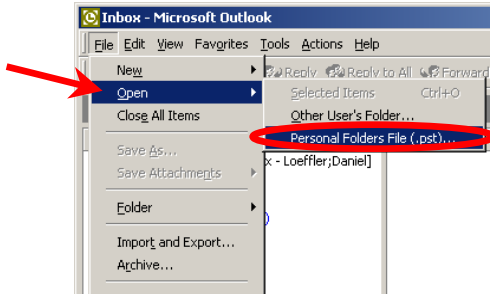 Inbox - Microsoft Outlook
File Edit View Favorites Tools Actions Help
New
Reply Reply to All Forward
Open
Selected Items Ctrl+O
Close All Items
Other User's Folder...
Personal Folders File (.pst)...
Save As...
x - Loeffler;Daniel]
Save Attachments
Folder
Import and Export...
Archive...